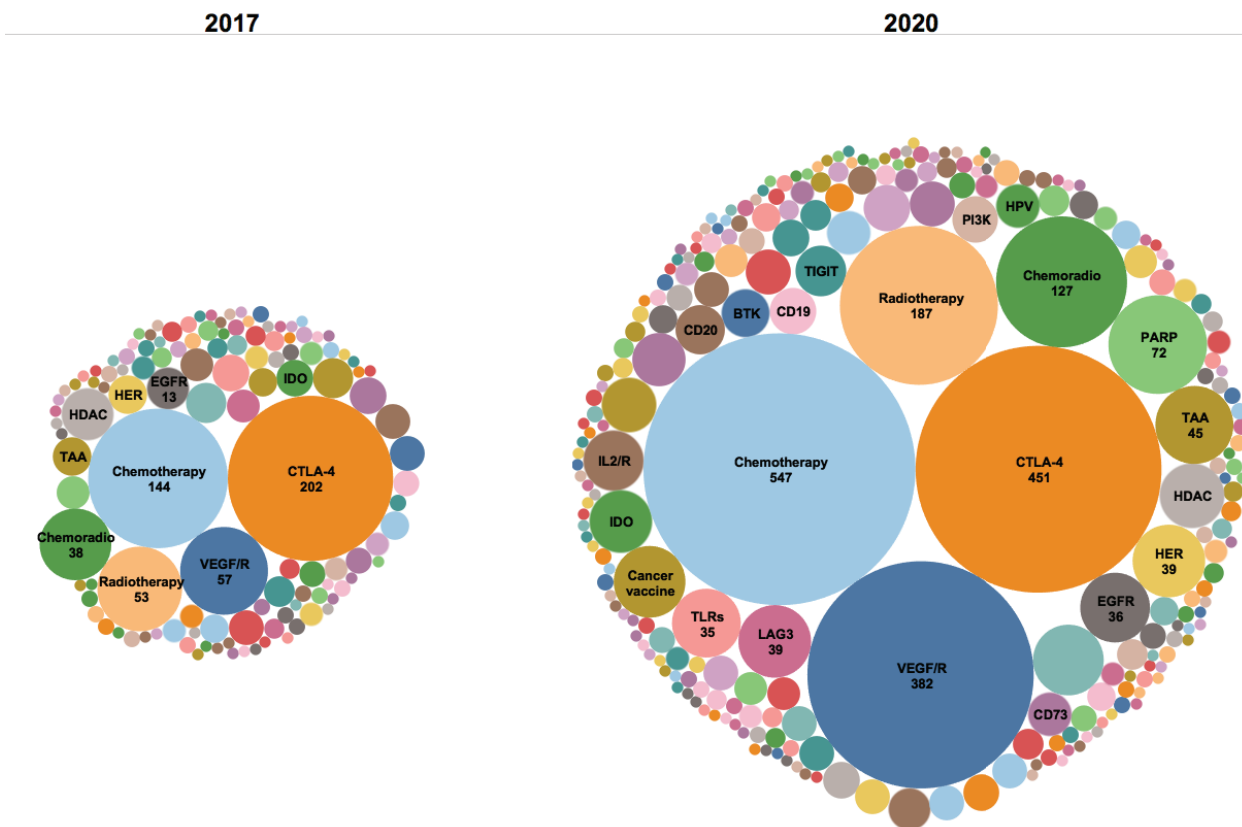 2017
2020
EGFR
13
IDO
HER
HDAC
TAA
Chemotherapy
144
CTLA-4
202
Chemoradio
38
VEGF/R
57
Radiotherapy
53
HPV
PI3K
TIGIT
Chemoradio
127
Radiotherapy
187
CD19
BTK
CD20
PARP
72
TAA
45
IL2/R
Chemotherapy
547
CTLA-4
451
HDAC
IDO
HER
39
Cancer
vaccine
EGFR
36
TLRs
35
LAG3
39
VEGF/R
382
CD73